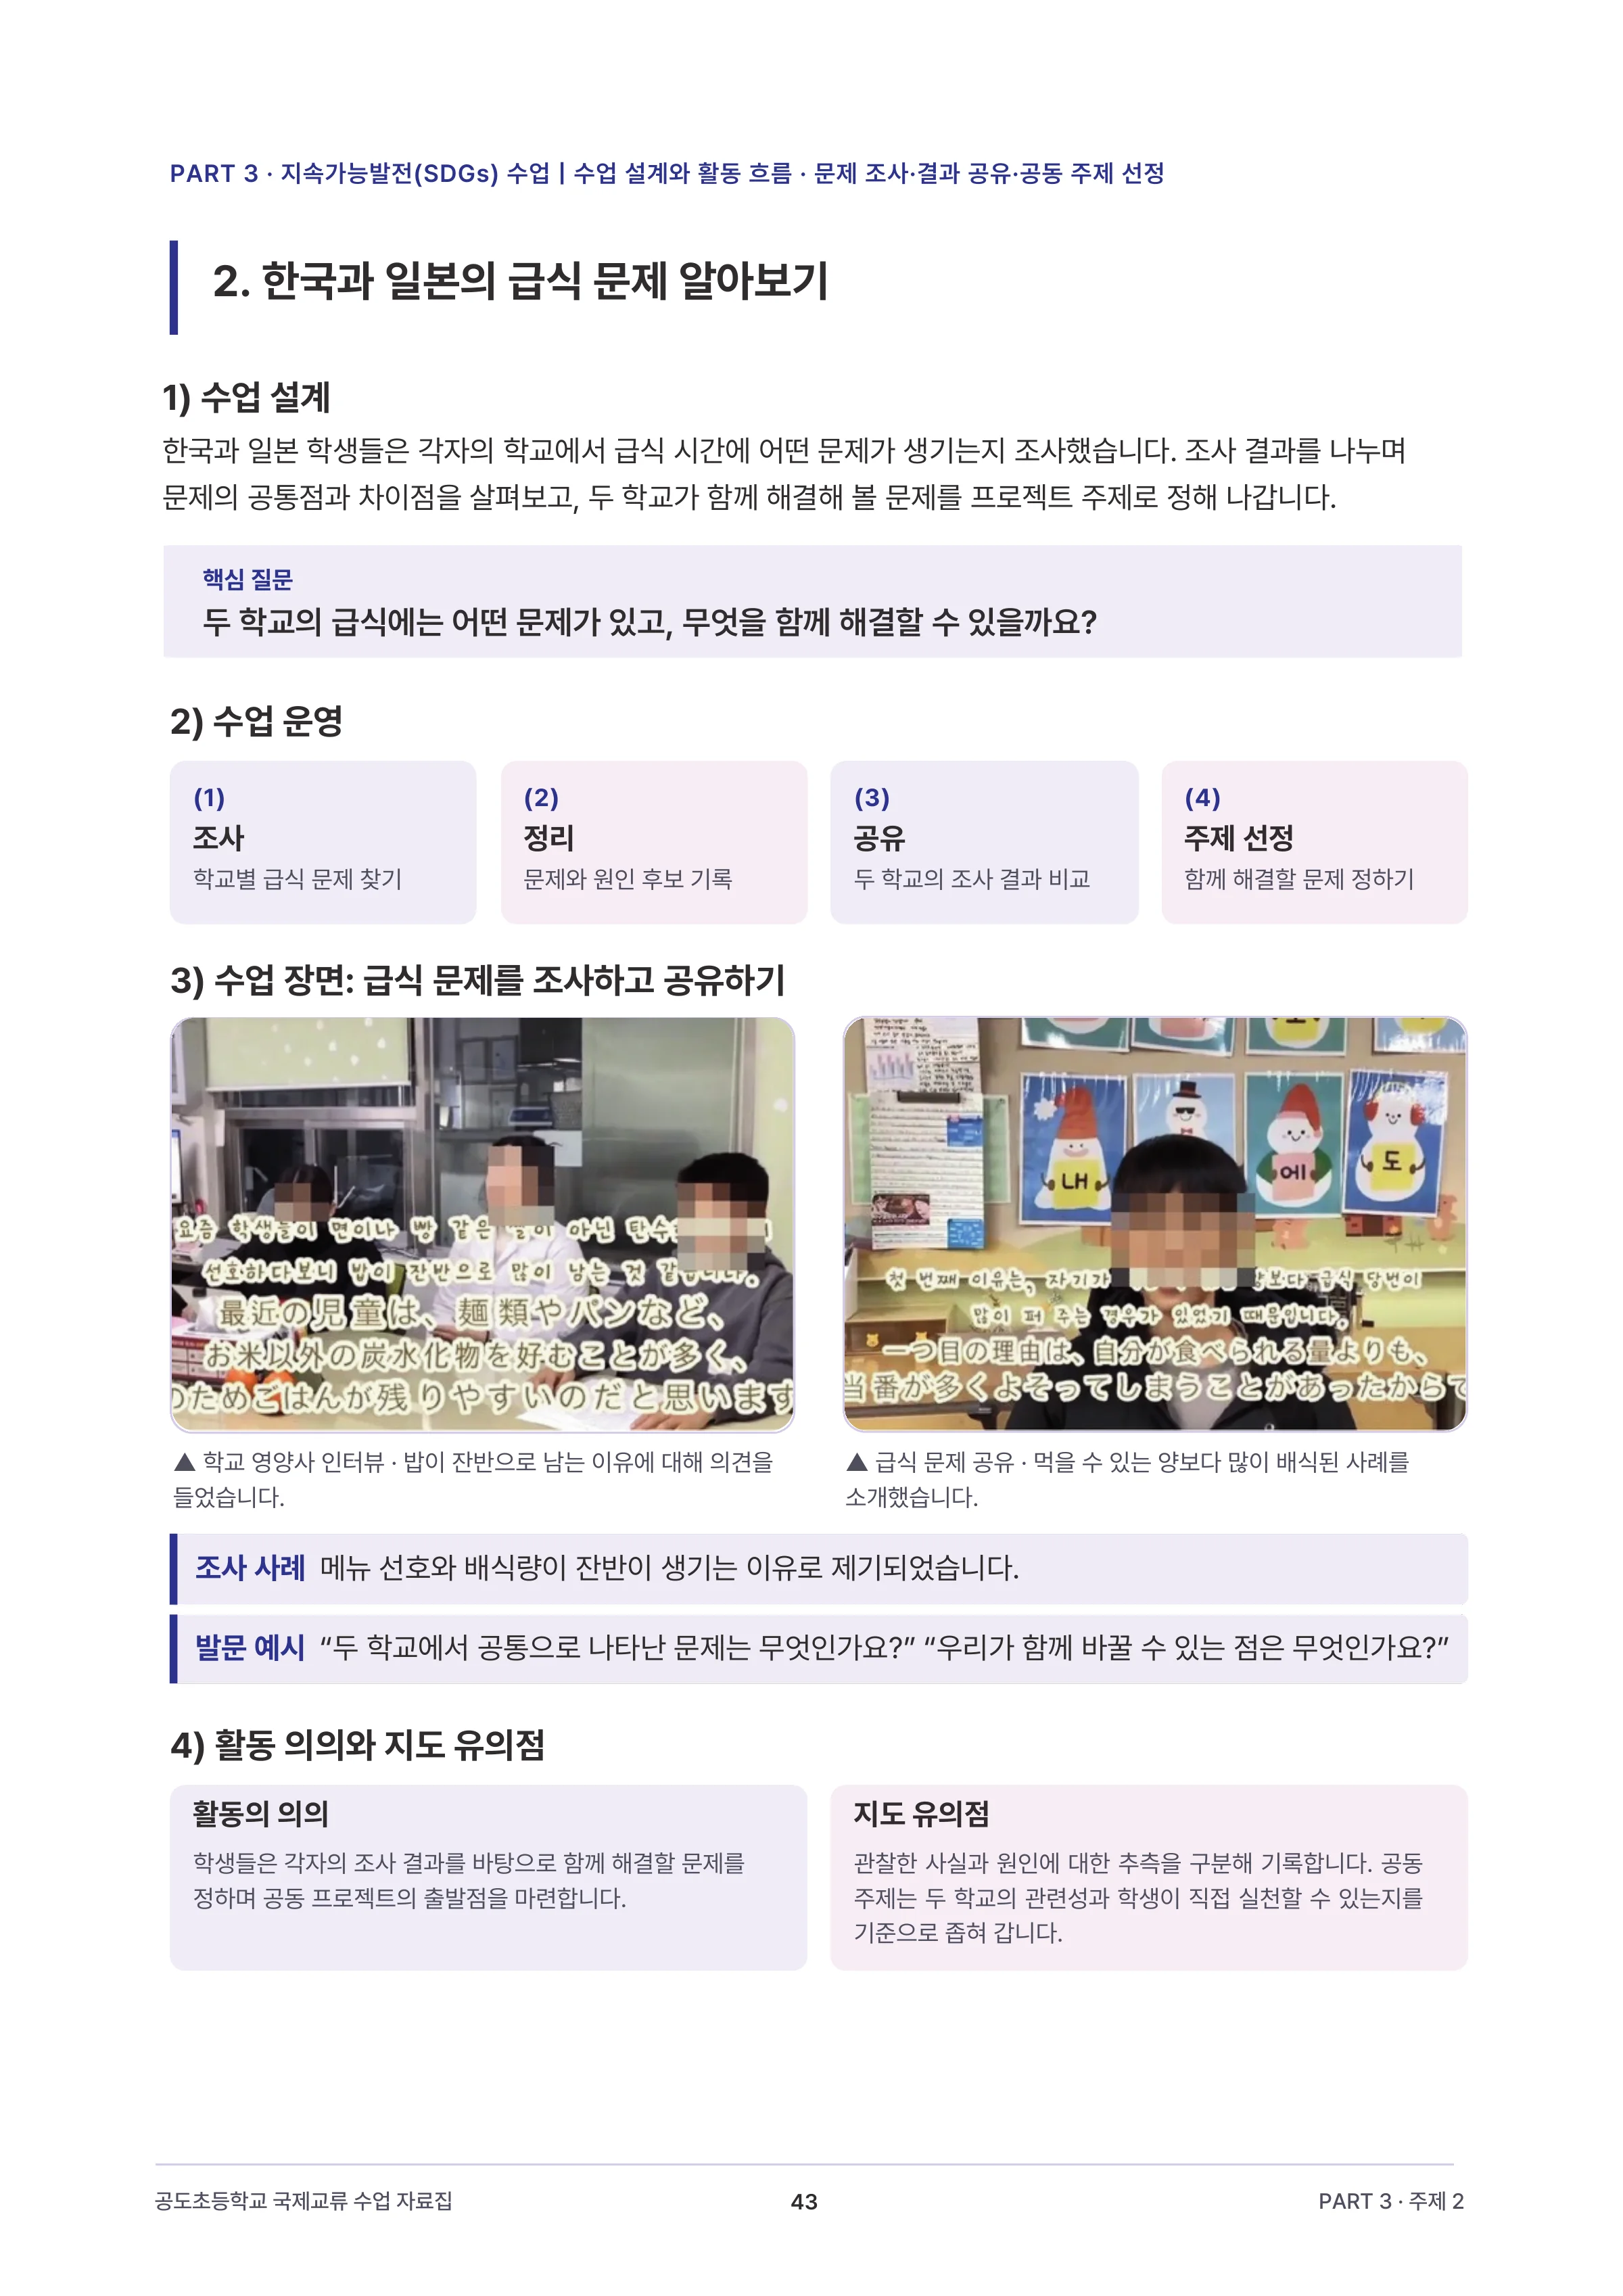 PART 3 · 지속가능발전(SDGs) 수업 | 수업 설계와 활동 흐름 · 문제 조사·결과 공유·공동 주제 선정
2. 한국과 일본의 급식 문제 알아보기
1) 수업 설계
한국과 일본 학생들은 각자의 학교에서 급식 시간에 어떤 문제가 생기는지 조사했습니다. 조사 결과를 나누며
문제의 공통점과 차이점을 살펴보고, 두 학교가 함께 해결해 볼 문제를 프로젝트 주제로 정해 나갑니다.
핵심 질문
두 학교의 급식에는 어떤 문제가 있고, 무엇을 함께 해결할 수 있을까요?
2) 수업 운영
(1)
조사
학교별 급식 문제 찾기
(2)
정리
문제와 원인 후보 기록
(3)
공유
두 학교의 조사 결과 비교
(4)
주제 선정
함께 해결할 문제 정하기
3) 수업 장면: 급식 문제를 조사하고 공유하기
요즘 학생들이 면이나 빵 같은 아닌
선호하다보니 밥이 잔반으로 많이 남는 것 같습니다.
最近の児童は、麺類やパンなど、
お米以外の炭水化物を好むことが多く、
のためごはんが残りやすいのだと思います
내
에
도
첫 번째 이유는, 자기가 급식 당번이
많이 퍼 주는 경우가 있었기 때문입니다.
一つ目の理由は、自分が食べられる量よりも、
当番が多くよそってしまうことがあったからで
▲ 학교 영양사 인터뷰 · 밥이 잔반으로 남는 이유에 대해 의견을
들었습니다.
▲ 급식 문제 공유 · 먹을 수 있는 양보다 많이 배식된 사례를
소개했습니다.
조사 사례 메뉴 선호와 배식량이 잔반이 생기는 이유로 제기되었습니다.
발문 예시 “두 학교에서 공통으로 나타난 문제는 무엇인가요?” “우리가 함께 바꿀 수 있는 점은 무엇인가요?”
4) 활동 의의와 지도 유의점
활동의 의의
학생들은 각자의 조사 결과를 바탕으로 함께 해결할 문제를
정하며 공동 프로젝트의 출발점을 마련합니다.
지도 유의점
관찰한 사실과 원인에 대한 추측을 구분해 기록합니다. 공동
주제는 두 학교의 관련성과 학생이 직접 실천할 수 있는지를
기준으로 좁혀 갑니다.
공도초등학교 국제교류 수업 자료집
43
PART 3 · 주제 2